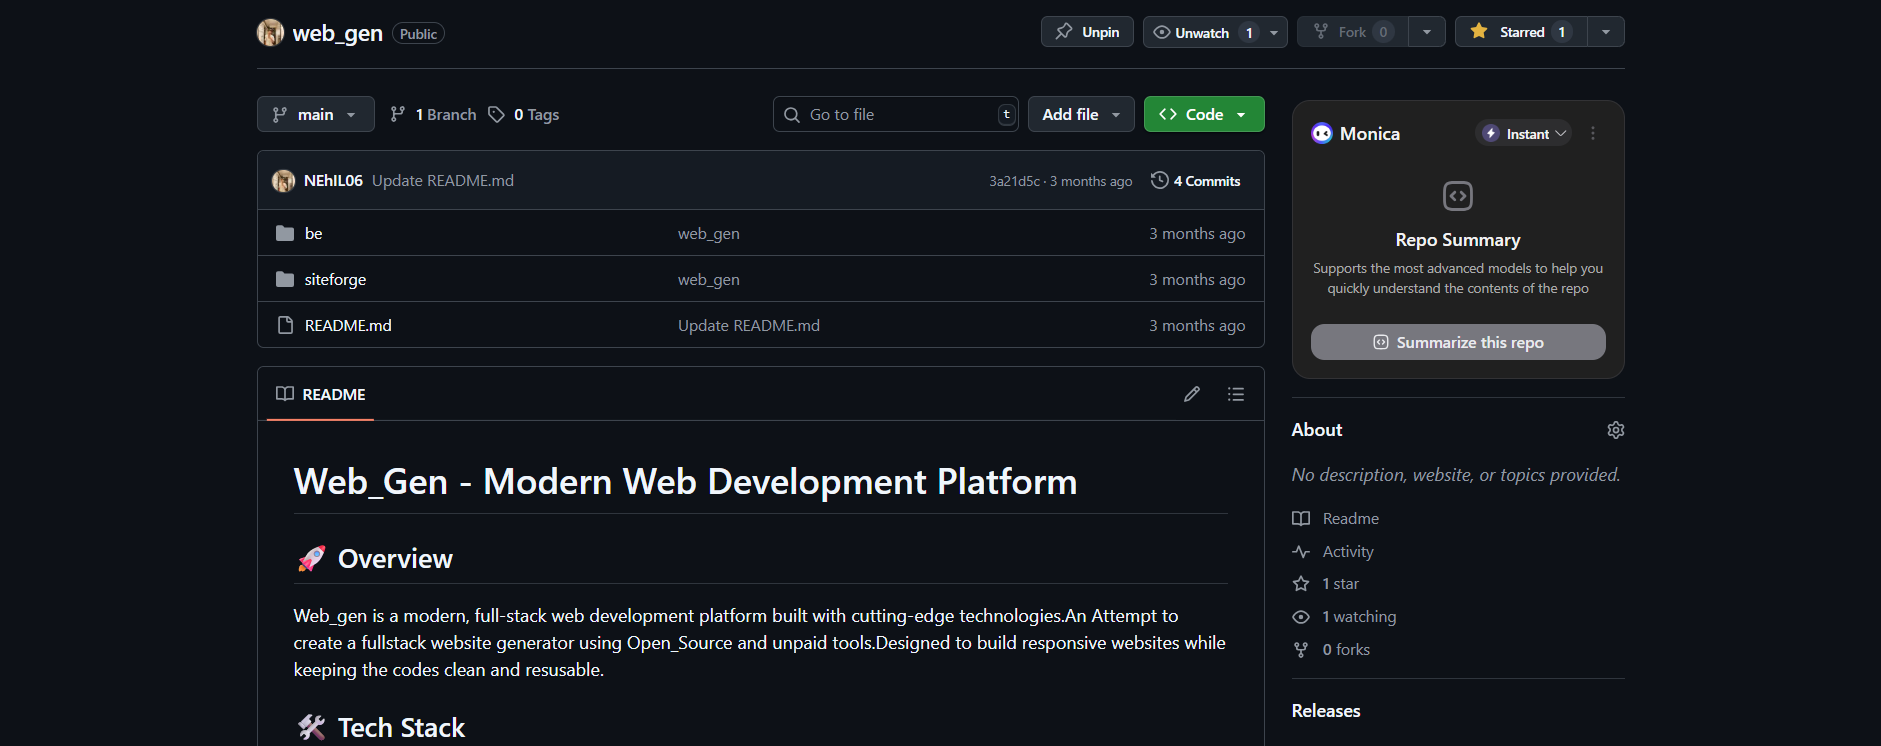 web_gen Public Unpin Unwatch 1 Fork 0 Starred 1
main 1 Branch 0 Tags Go to file t Add file Code
NEhIL06 Update README.md 3a21d5c · 3 months ago 4 Commits
be web_gen 3 months ago
siteforge web_gen 3 months ago
README.md Update README.md 3 months ago
README
Web_Gen - Modern Web Development Platform
🚀 Overview
Web_gen is a modern, full-stack web development platform built with cutting-edge technologies.An Attempt to
create a fullstack website generator using Open_Source and unpaid tools.Designed to build responsive websites while
keeping the codes clean and resusable.
🛠 Tech Stack
Monica Instant
Repo Summary
Supports the most advanced models to help you
quickly understand the contents of the repo
Summarize this repo
About
No description, website, or topics provided.
Readme
Activity
1 star
1 watching
0 forks
Releases